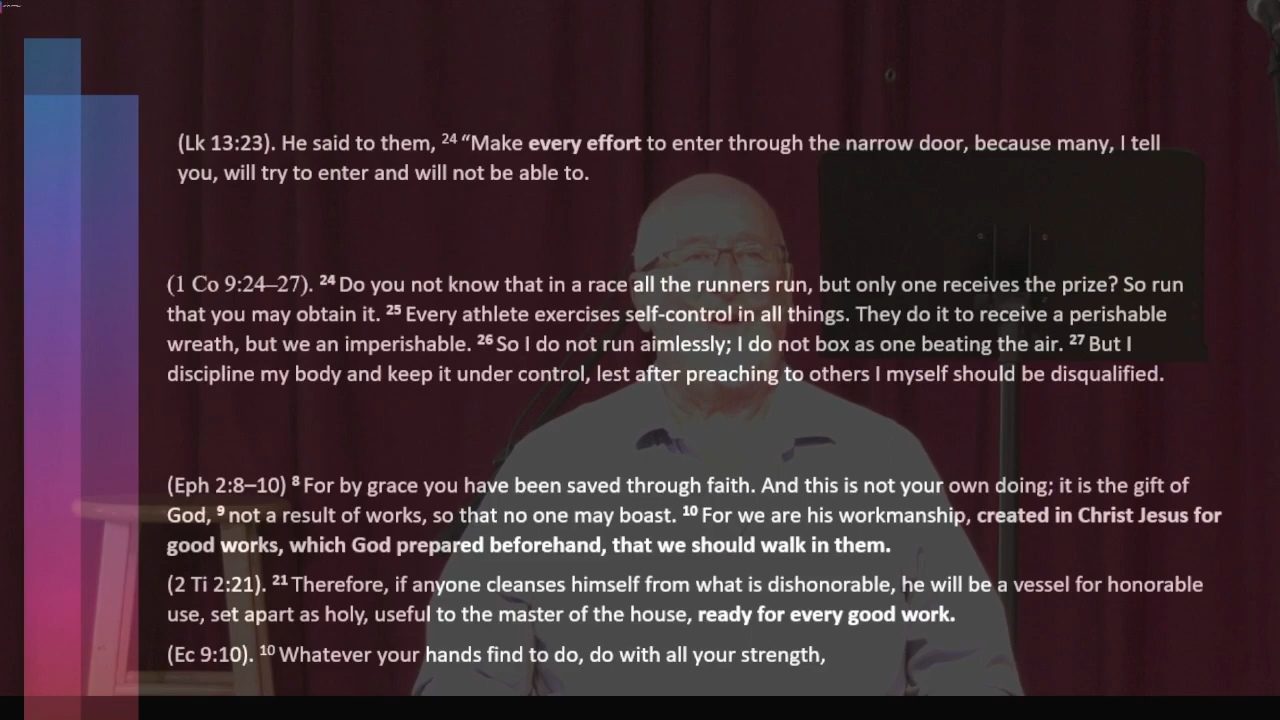 (Lk 13:23). He said to them, 24 “Make every effort to enter through the narrow door, because many, I tell
you, will try to enter and will not be able to.
(1 Co 9:24–27). 24 Do you not know that in a race all the runners run, but only one receives the prize? So run
that you may obtain it. 25 Every athlete exercises self-control in all things. They do it to receive a perishable
wreath, but we an imperishable. 26 So I do not run aimlessly; I do not box as one beating the air. 27 But I
discipline my body and keep it under control, lest after preaching to others I myself should be disqualified.
(Eph 2:8–10) 8 For by grace you have been saved through faith. And this is not your own doing; it is the gift of
God, 9 not a result of works, so that no one may boast. 10 For we are his workmanship, created in Christ Jesus for
good works, which God prepared beforehand, that we should walk in them.
(2 Ti 2:21). 21 Therefore, if anyone cleanses himself from what is dishonorable, he will be a vessel for honorable
use, set apart as holy, useful to the master of the house, ready for every good work.
(Ec 9:10). 10 Whatever your hands find to do, do with all your strength,